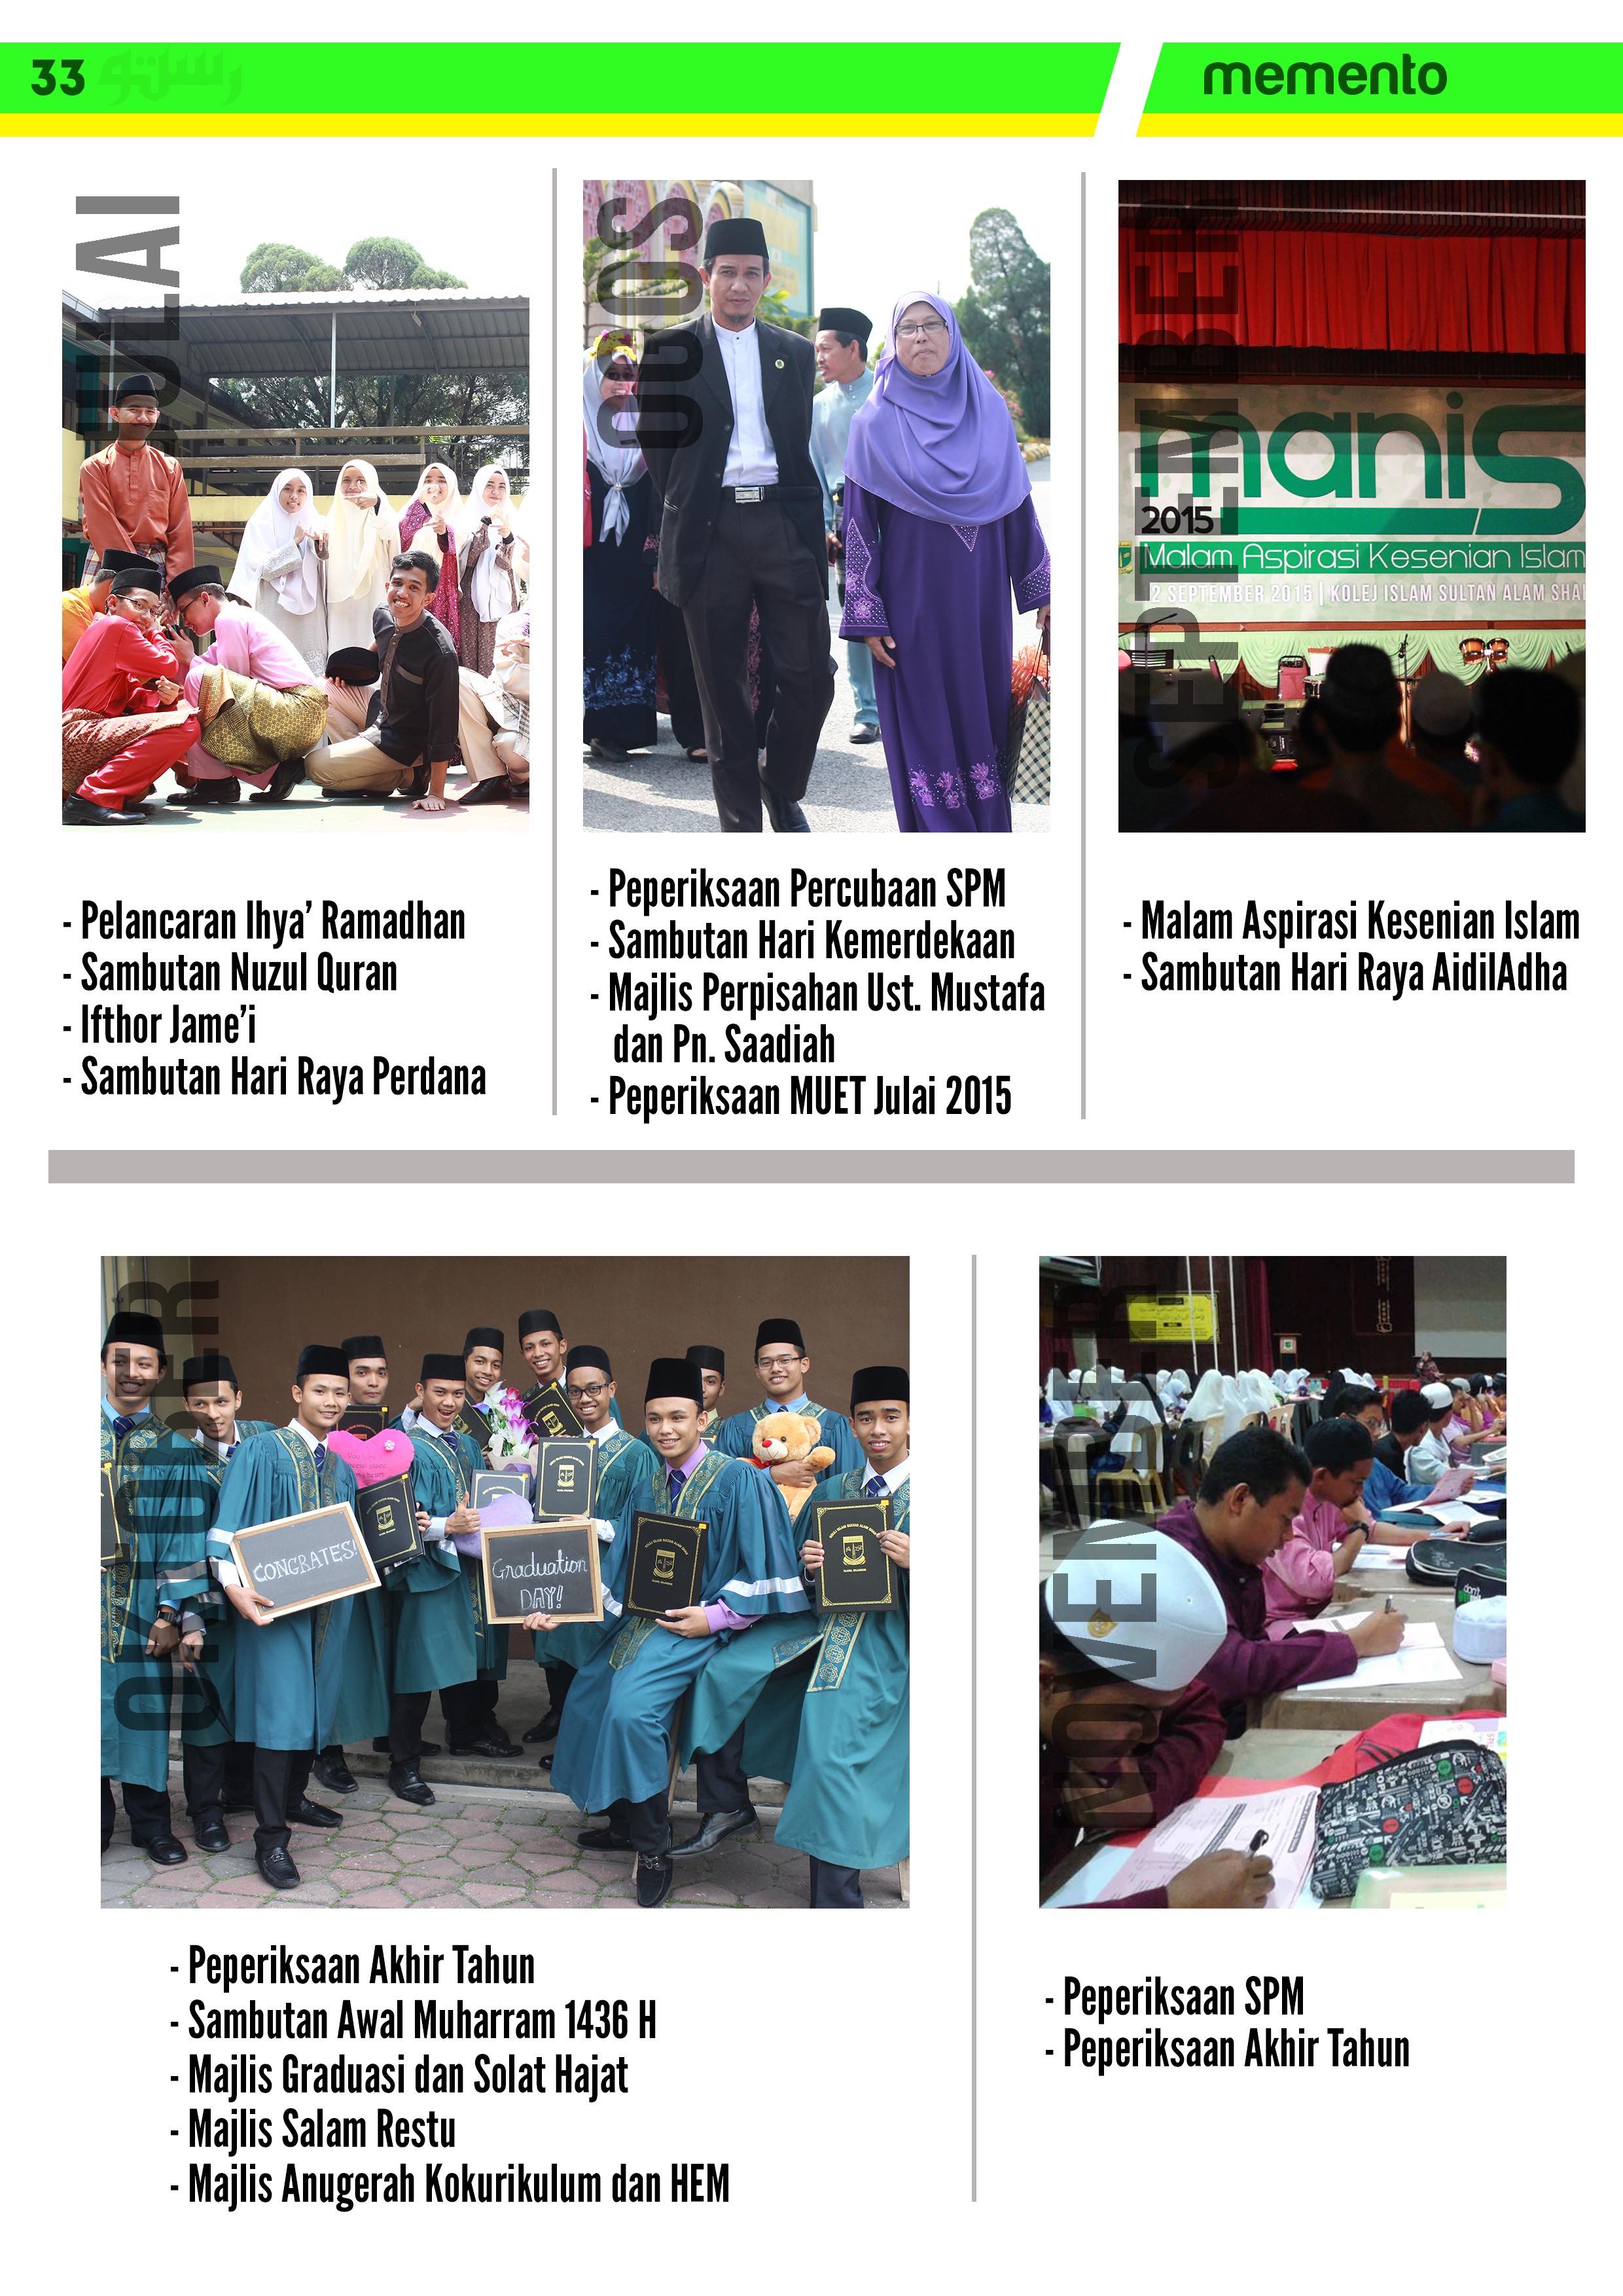 33 رستو
memento
JULAI
OGOS
SEPTEMBER
manis
2015
Malam Aspirasi Kesenian Islam
2 SEPTEMBER 2015 | KOLEJ ISLAM SULTAN ALAM SHA
- Pelancaran Ihya' Ramadhan
- Sambutan Nuzul Quran
- Ifthor Jame'i
- Sambutan Hari Raya Perdana
- Peperiksaan Percubaan SPM
- Sambutan Hari Kemerdekaan
- Majlis Perpisahan Ust. Mustafa
dan Pn. Saadiah
- Peperiksaan MUET Julai 2015
- Malam Aspirasi Kesenian Islam
- Sambutan Hari Raya AidilAdha
OKTOBER
CONGRATES!
Graduation
DAY!
NOVEMBER
- Peperiksaan Akhir Tahun
- Sambutan Awal Muharram 1436 H
- Majlis Graduasi dan Solat Hajat
- Majlis Salam Restu
- Majlis Anugerah Kokurikulum dan HEM
- Peperiksaan SPM
- Peperiksaan Akhir Tahun